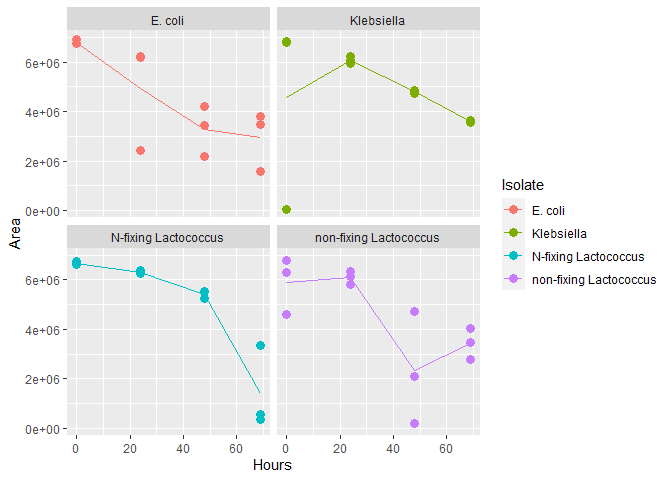 E. coli
Klebsiella
6e+06
4e+06
2e+06
0e+00
N-fixing Lactococcus
non-fixing Lactococcus
6e+06
4e+06
2e+06
0e+00
0 20 40 60
0 20 40 60
Hours
Area
Isolate
E. coli
Klebsiella
N-fixing Lactococcus
non-fixing Lactococcus